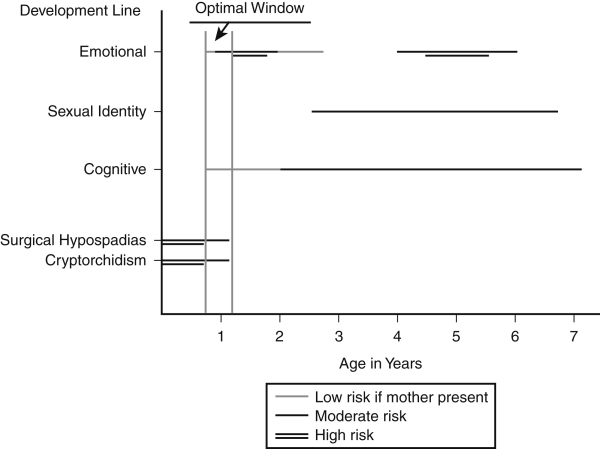 Development Line
Optimal Window
Emotional
Sexual Identity
Cognitive
Surgical Hypospadias
Cryptorchidism
1 2 3 4 5 6 7
Age in Years
Low risk if mother present
Moderate risk
High risk